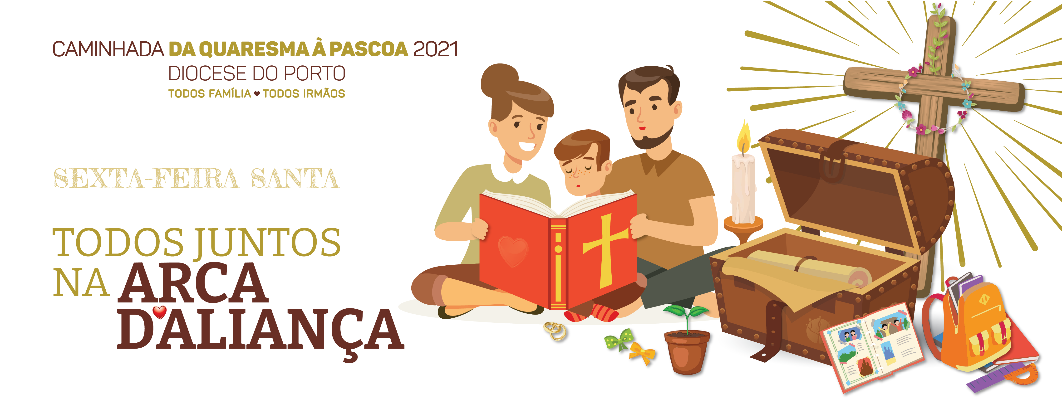 CAMINHADA DA QUARESMA À PASCOA 2021
DIOCESE DO PORTO
TODOS FAMÍLIA ♥ TODOS IRMÃOS
SEXTA-FEIRA SANTA
TODOS JUNTOS
NA ARCA
D'ALIANÇA